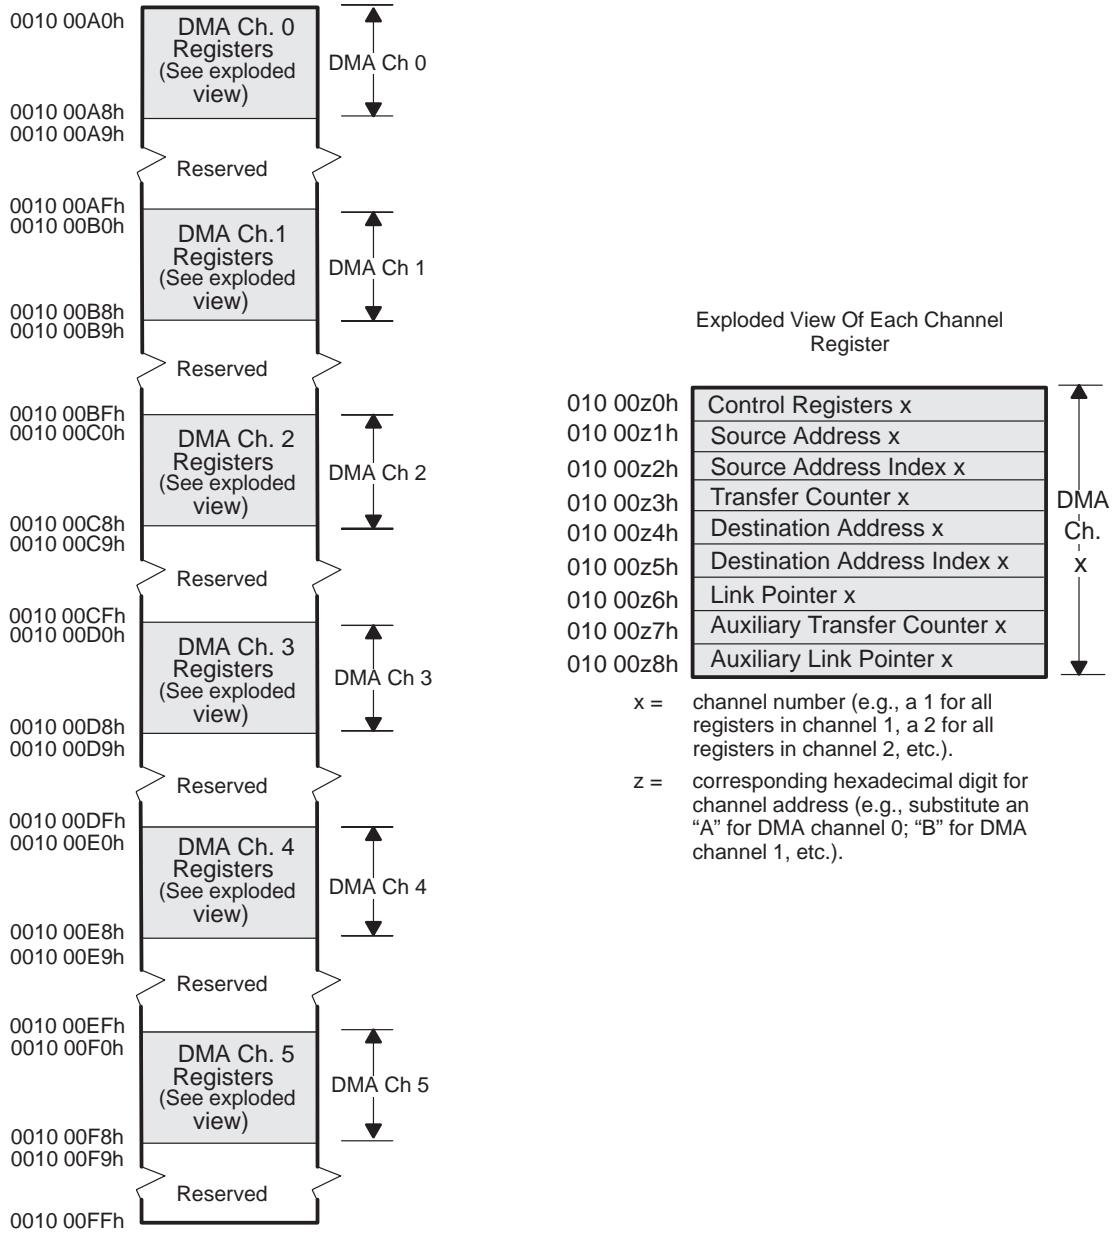 0010 00A0h
DMA Ch. 0
Registers
(See exploded
view)
DMA Ch 0
0010 00A8h
0010 00A9h
Reserved
0010 00AFh
0010 00B0h
DMA Ch.1
Registers
(See exploded
view)
DMA Ch 1
0010 00B8h
0010 00B9h
Reserved
0010 00BFh
0010 00C0h
DMA Ch. 2
Registers
(See exploded
view)
DMA Ch 2
0010 00C8h
0010 00C9h
Reserved
0010 00CFh
0010 00D0h
DMA Ch. 3
Registers
(See exploded
view)
DMA Ch 3
0010 00D8h
0010 00D9h
Reserved
0010 00DFh
0010 00E0h
DMA Ch. 4
Registers
(See exploded
view)
DMA Ch 4
0010 00E8h
0010 00E9h
Reserved
0010 00EFh
0010 00F0h
DMA Ch. 5
Registers
(See exploded
view)
DMA Ch 5
0010 00F8h
0010 00F9h
Reserved
0010 00FFh
Exploded View Of Each Channel
Register
010 00z0h Control Registers x
010 00z1h Source Address x
010 00z2h Source Address Index x
010 00z3h Transfer Counter x
010 00z4h Destination Address x
010 00z5h Destination Address Index x
010 00z6h Link Pointer x
010 00z7h Auxiliary Transfer Counter x
010 00z8h Auxiliary Link Pointer x
DMA
Ch.
x
x = channel number (e.g., a 1 for all
registers in channel 1, a 2 for all
registers in channel 2, etc.).
z = corresponding hexadecimal digit for
channel address (e.g., substitute an
“A” for DMA channel 0; “B” for DMA
channel 1, etc.).